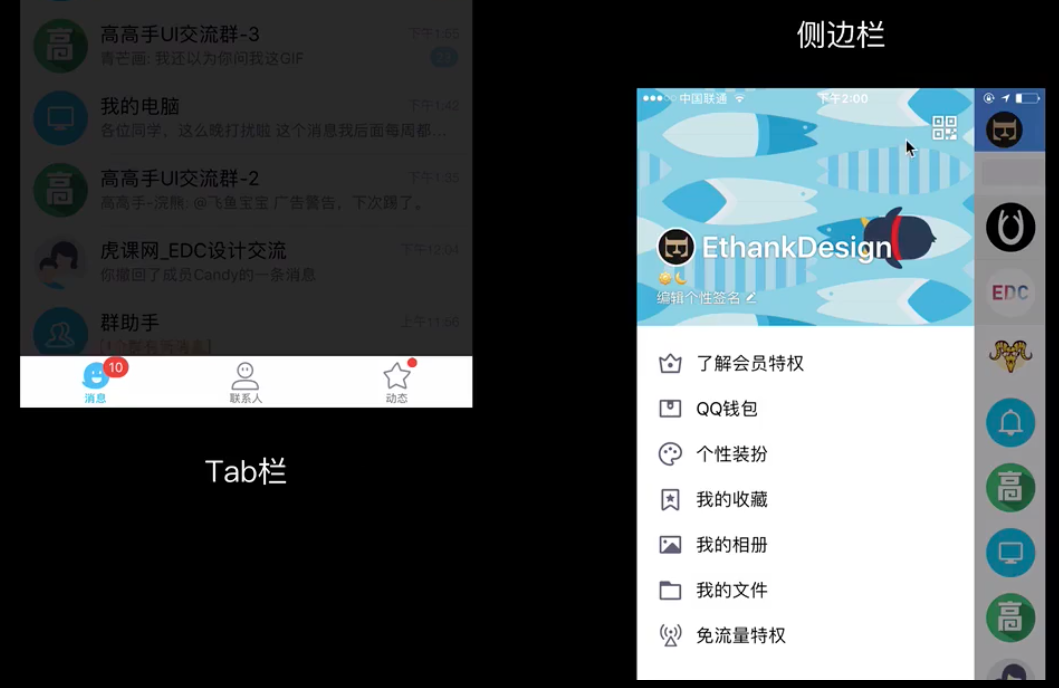 高高手UI交流群-3
下午1:55
青芒画: 我还以为你问我这GIF
我的电脑
下午1:42
各位同学，这么晚打扰啦 这个消息我后面每周都...
高高手UI交流群-2
下午1:35
高高手-浣熊: @飞鱼宝宝 广告警告，下次踢了。
虎课网_EDC设计交流
下午12:04
你撤回了成员Candy的一条消息
群助手
上午11:56
10
消息
联系人
动态
Tab栏
侧边栏
中国联通
下午2:00
EthankDesign
编辑个性签名
了解会员特权
QQ钱包
个性装扮
我的收藏
我的相册
我的文件
免流量特权
EDC
高
高
高
高